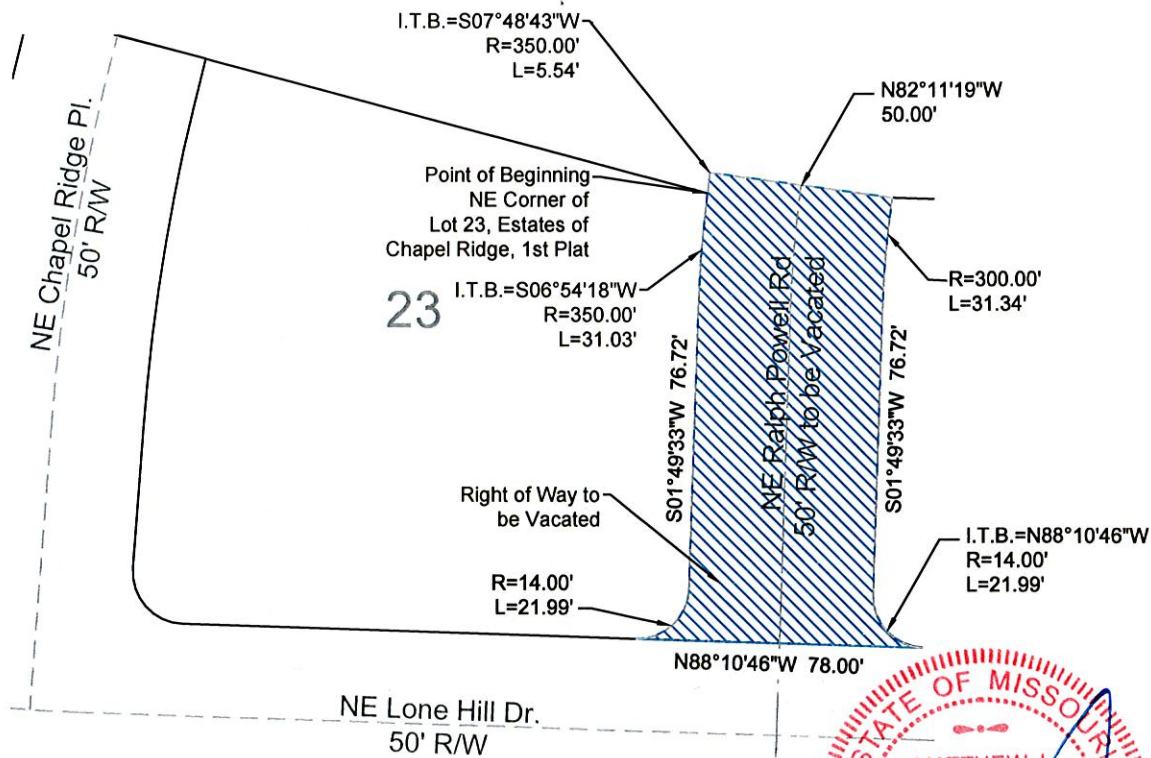 I.T.B.=S07°48'43"W
R=350.00'
L=5.54'
N82°11'19"W
50.00'
NE Chapel Ridge Pl.
50' R/W
Point of Beginning
NE Corner of
Lot 23, Estates of
Chapel Ridge, 1st Plat
23
I.T.B.=S06°54'18"W
R=350.00'
L=31.03'
R=300.00'
L=31.34'
S01°49'33"W 76.72'
NE Ralph Powell Rd
50' R/W to be Vacated
S01°49'33"W 76.72'
Right of Way to
be Vacated
R=14.00'
L=21.99'
I.T.B.=N88°10'46"W
R=14.00'
L=21.99'
N88°10'46"W 78.00'
NE Lone Hill Dr.
50' R/W
STATE OF MISSOURI